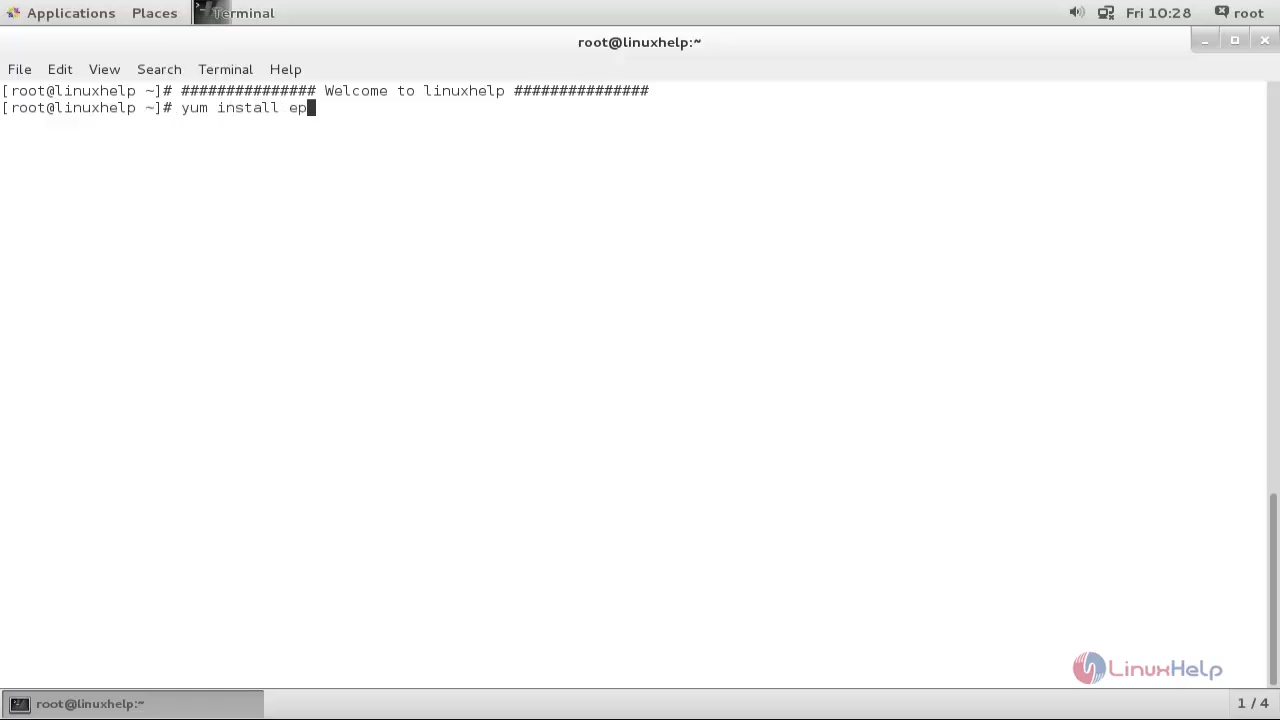 Applications Places Terminal Fri 10:28 root
root@linuxhelp:~
File Edit View Search Terminal Help
[root@linuxhelp ~]# ############### Welcome to linuxhelp ###############
[root@linuxhelp ~]# yum install ep
LinuxHelp
root@linuxhelp:~ 1 / 4